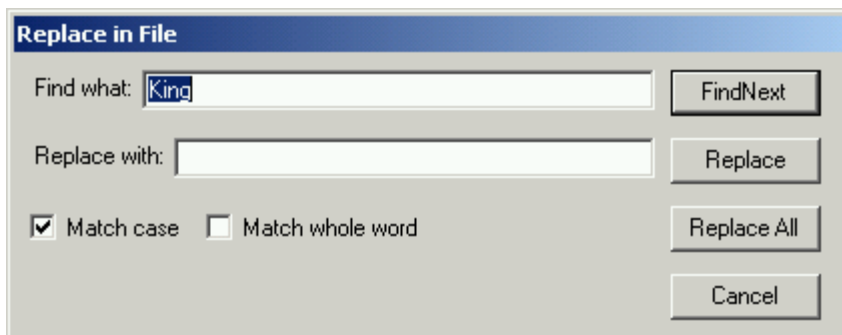 Replace in File
Find what: King
FindNext
Replace with:
Replace
Match case
Match whole word
Replace All
Cancel